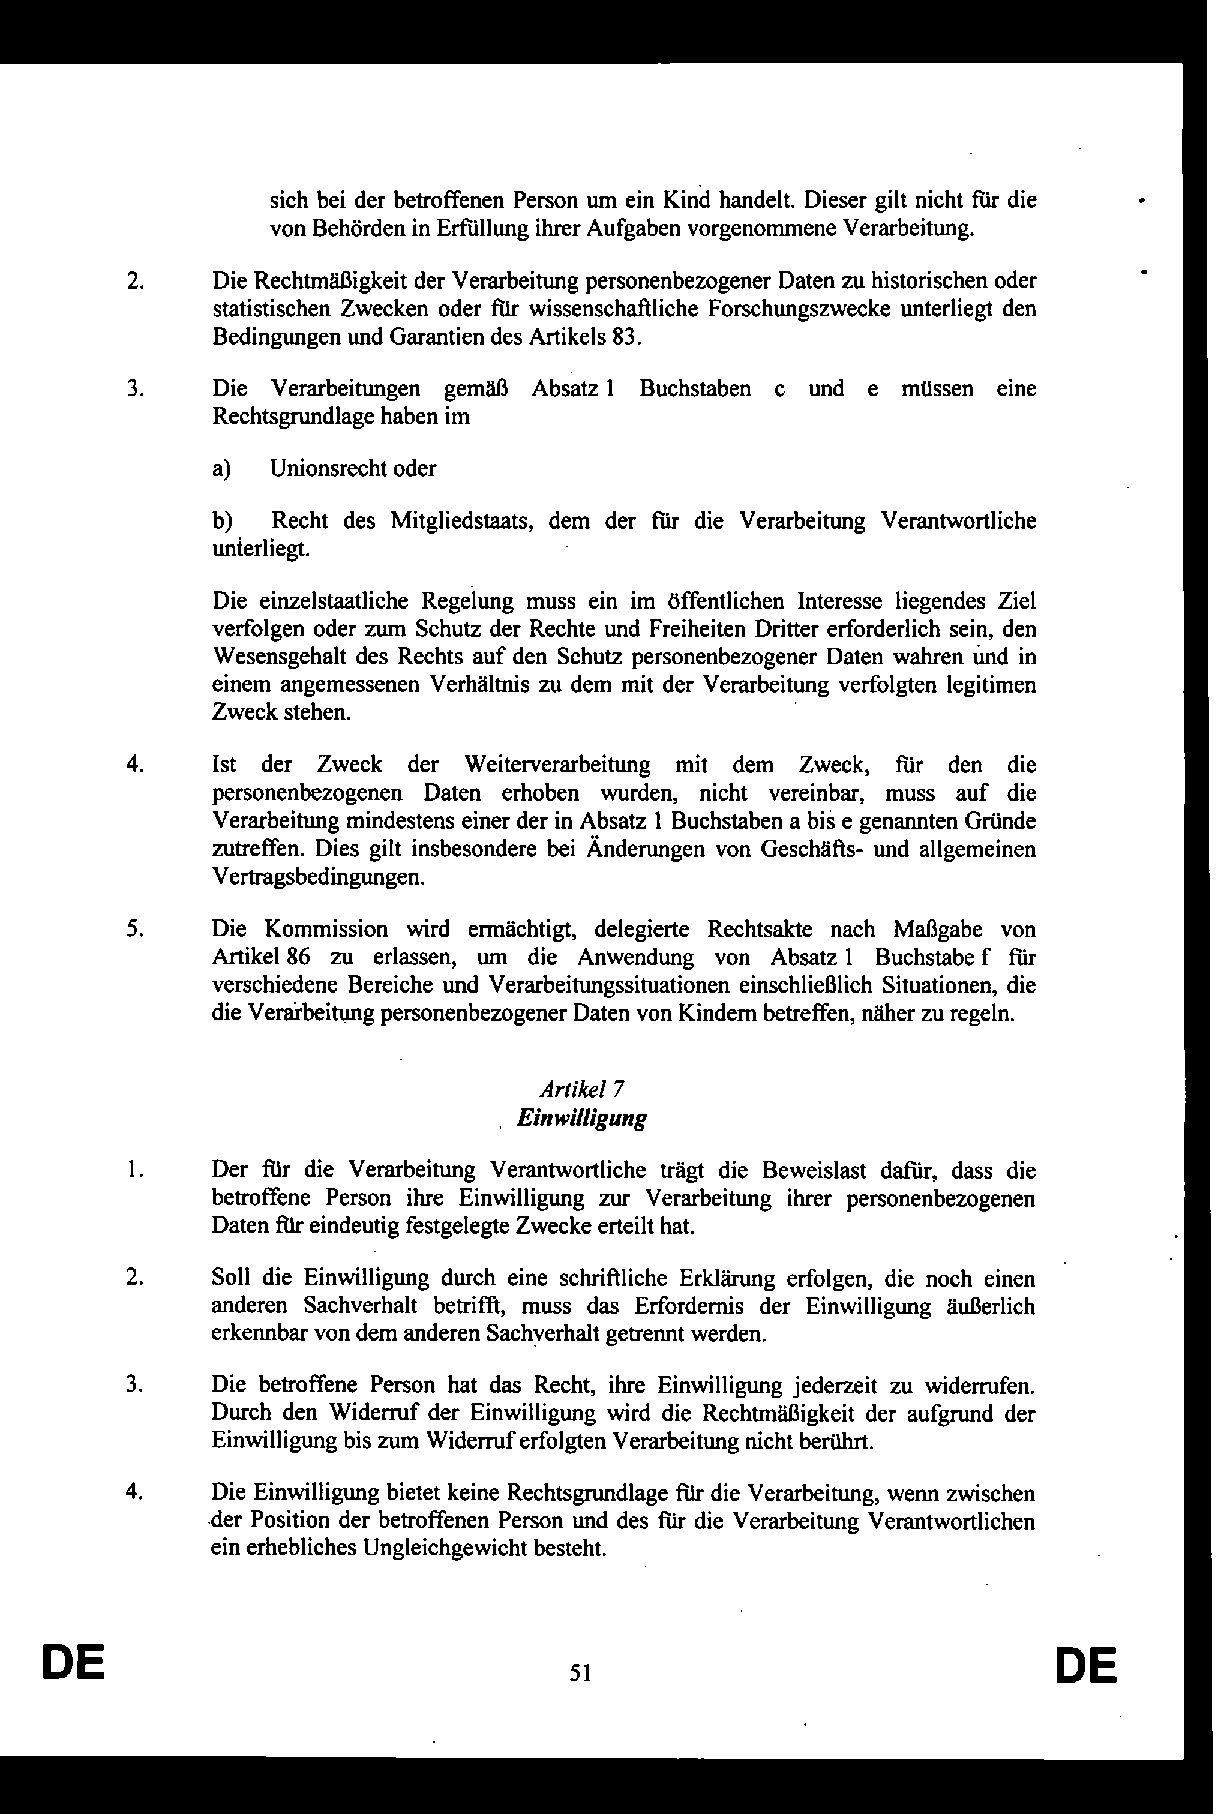 sich bei der betroffenen Person um ein Kind handelt. Dieser gilt nicht für die
von Behörden in Erfüllung ihrer Aufgaben vorgenommene Verarbeitung.
2. Die Rechtmäßigkeit der Verarbeitung personenbezogener Daten zu historischen oder
statistischen Zwecken oder für wissenschaftliche Forschungszwecke unterliegt den
Bedingungen und Garantien des Artikels 83.
3. Die Verarbeitungen gemäß Absatz 1 Buchstaben c und e müssen eine
Rechtsgrundlage haben im
a) Unionsrecht oder
b) Recht des Mitgliedstaats, dem der für die Verarbeitung Verantwortliche
unterliegt.
Die einzelstaatliche Regelung muss ein im öffentlichen Interesse liegendes Ziel
verfolgen oder zum Schutz der Rechte und Freiheiten Dritter erforderlich sein, den
Wesensgehalt des Rechts auf den Schutz personenbezogener Daten wahren und in
einem angemessenen Verhältnis zu dem mit der Verarbeitung verfolgten legitimen
Zweck stehen.
4. Ist der Zweck der Weiterverarbeitung mit dem Zweck, für den die
personenbezogenen Daten erhoben wurden, nicht vereinbar, muss auf die
Verarbeitung mindestens einer der in Absatz 1 Buchstaben a bis e genannten Gründe
zutreffen. Dies gilt insbesondere bei Änderungen von Geschäfts- und allgemeinen
Vertragsbedingungen.
5. Die Kommission wird ermächtigt, delegierte Rechtsakte nach Maßgabe von
Artikel 86 zu erlassen, um die Anwendung von Absatz 1 Buchstabe f für
verschiedene Bereiche und Verarbeitungssituationen einschließlich Situationen, die
die Verarbeitung personenbezogener Daten von Kindern betreffen, näher zu regeln.
Artikel 7
Einwilligung
1. Der für die Verarbeitung Verantwortliche trägt die Beweislast dafür, dass die
betroffene Person ihre Einwilligung zur Verarbeitung ihrer personenbezogenen
Daten für eindeutig festgelegte Zwecke erteilt hat.
2. Soll die Einwilligung durch eine schriftliche Erklärung erfolgen, die noch einen
anderen Sachverhalt betrifft, muss das Erfordernis der Einwilligung äußerlich
erkennbar von dem anderen Sachverhalt getrennt werden.
3. Die betroffene Person hat das Recht, ihre Einwilligung jederzeit zu widerrufen.
Durch den Widerruf der Einwilligung wird die Rechtmäßigkeit der aufgrund der
Einwilligung bis zum Widerruf erfolgten Verarbeitung nicht berührt.
4. Die Einwilligung bietet keine Rechtsgrundlage für die Verarbeitung, wenn zwischen
der Position der betroffenen Person und des für die Verarbeitung Verantwortlichen
ein erhebliches Ungleichgewicht besteht.
DE 51 DE